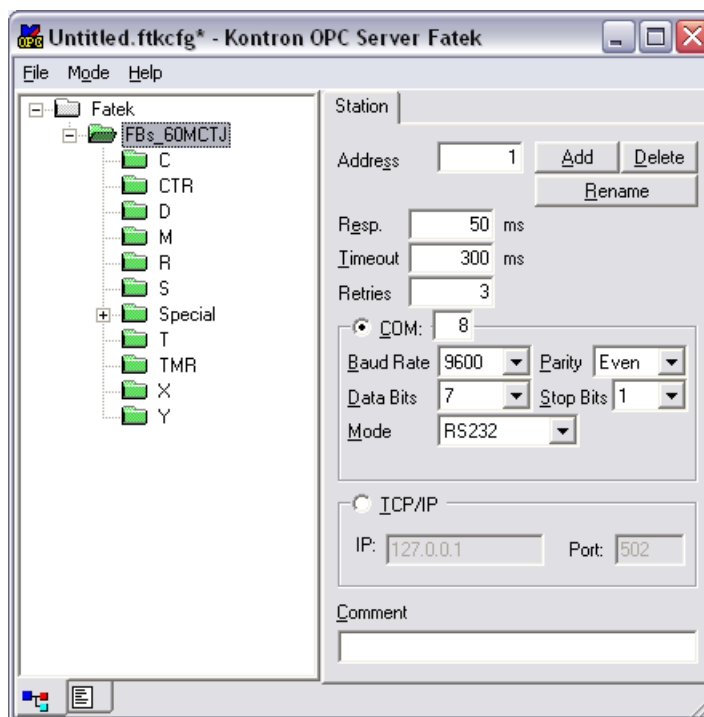 Untitled.ftkcfg* - Kontron OPC Server Fatek
File Mode Help
Fatek
FBs_60MCTJ
C
CTR
D
M
R
S
Special
T
TMR
X
Y
Station
Address 1 Add Delete
Rename
Resp. 50 ms
Timeout 300 ms
Retries 3
COM: 8
Baud Rate 9600 Parity Even
Data Bits 7 Stop Bits 1
Mode RS232
TCP/IP
IP: 127.0.0.1 Port: 502
Comment